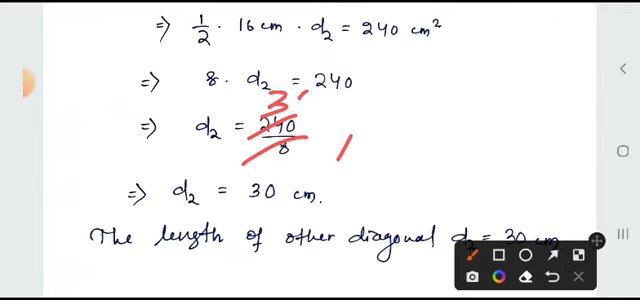 ⇒ 1/2 · 16 cm · d₂ = 240 cm²
⇒ 8 · d₂ = 240
3
⇒ d₂ = 240/8
⇒ d₂ = 30 cm.
The length of other diagonal d₂ = 30 cm.